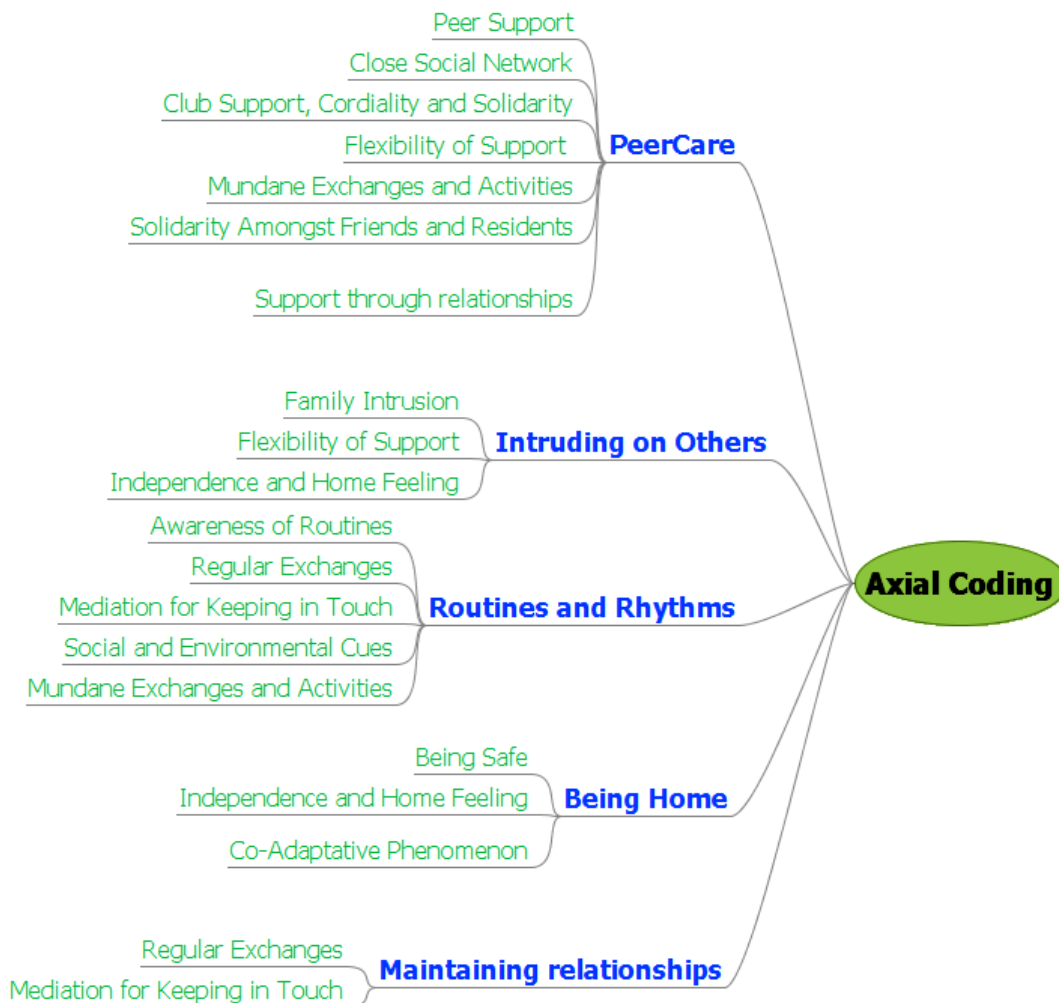 Peer Support
Close Social Network
Club Support, Cordiality and Solidarity
Flexibility of Support
Mundane Exchanges and Activities
Solidarity Amongst Friends and Residents
Support through relationships
PeerCare
Family Intrusion
Flexibility of Support
Independence and Home Feeling
Intruding on Others
Awareness of Routines
Regular Exchanges
Mediation for Keeping in Touch
Social and Environmental Cues
Mundane Exchanges and Activities
Routines and Rhythms
Being Safe
Independence and Home Feeling
Co-Adaptative Phenomenon
Being Home
Regular Exchanges
Mediation for Keeping in Touch
Maintaining relationships
Axial Coding